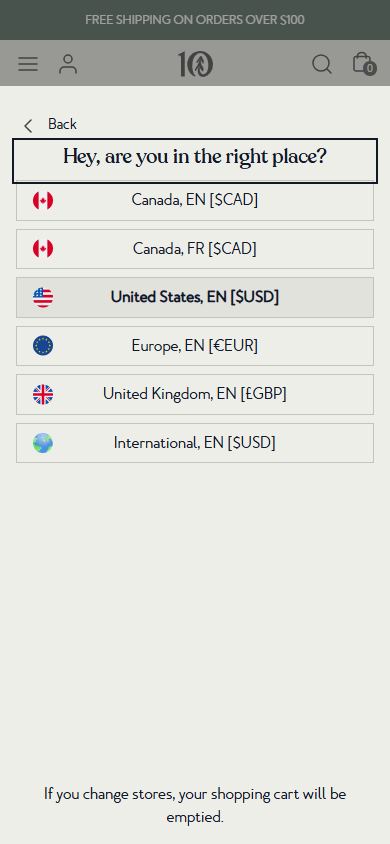 FREE SHIPPING ON ORDERS OVER $100
10
0
Back
Hey, are you in the right place?
Canada, EN [$CAD]
Canada, FR [$CAD]
United States, EN [$USD]
Europe, EN [€EUR]
United Kingdom, EN [£GBP]
International, EN [$USD]
If you change stores, your shopping cart will be
emptied.